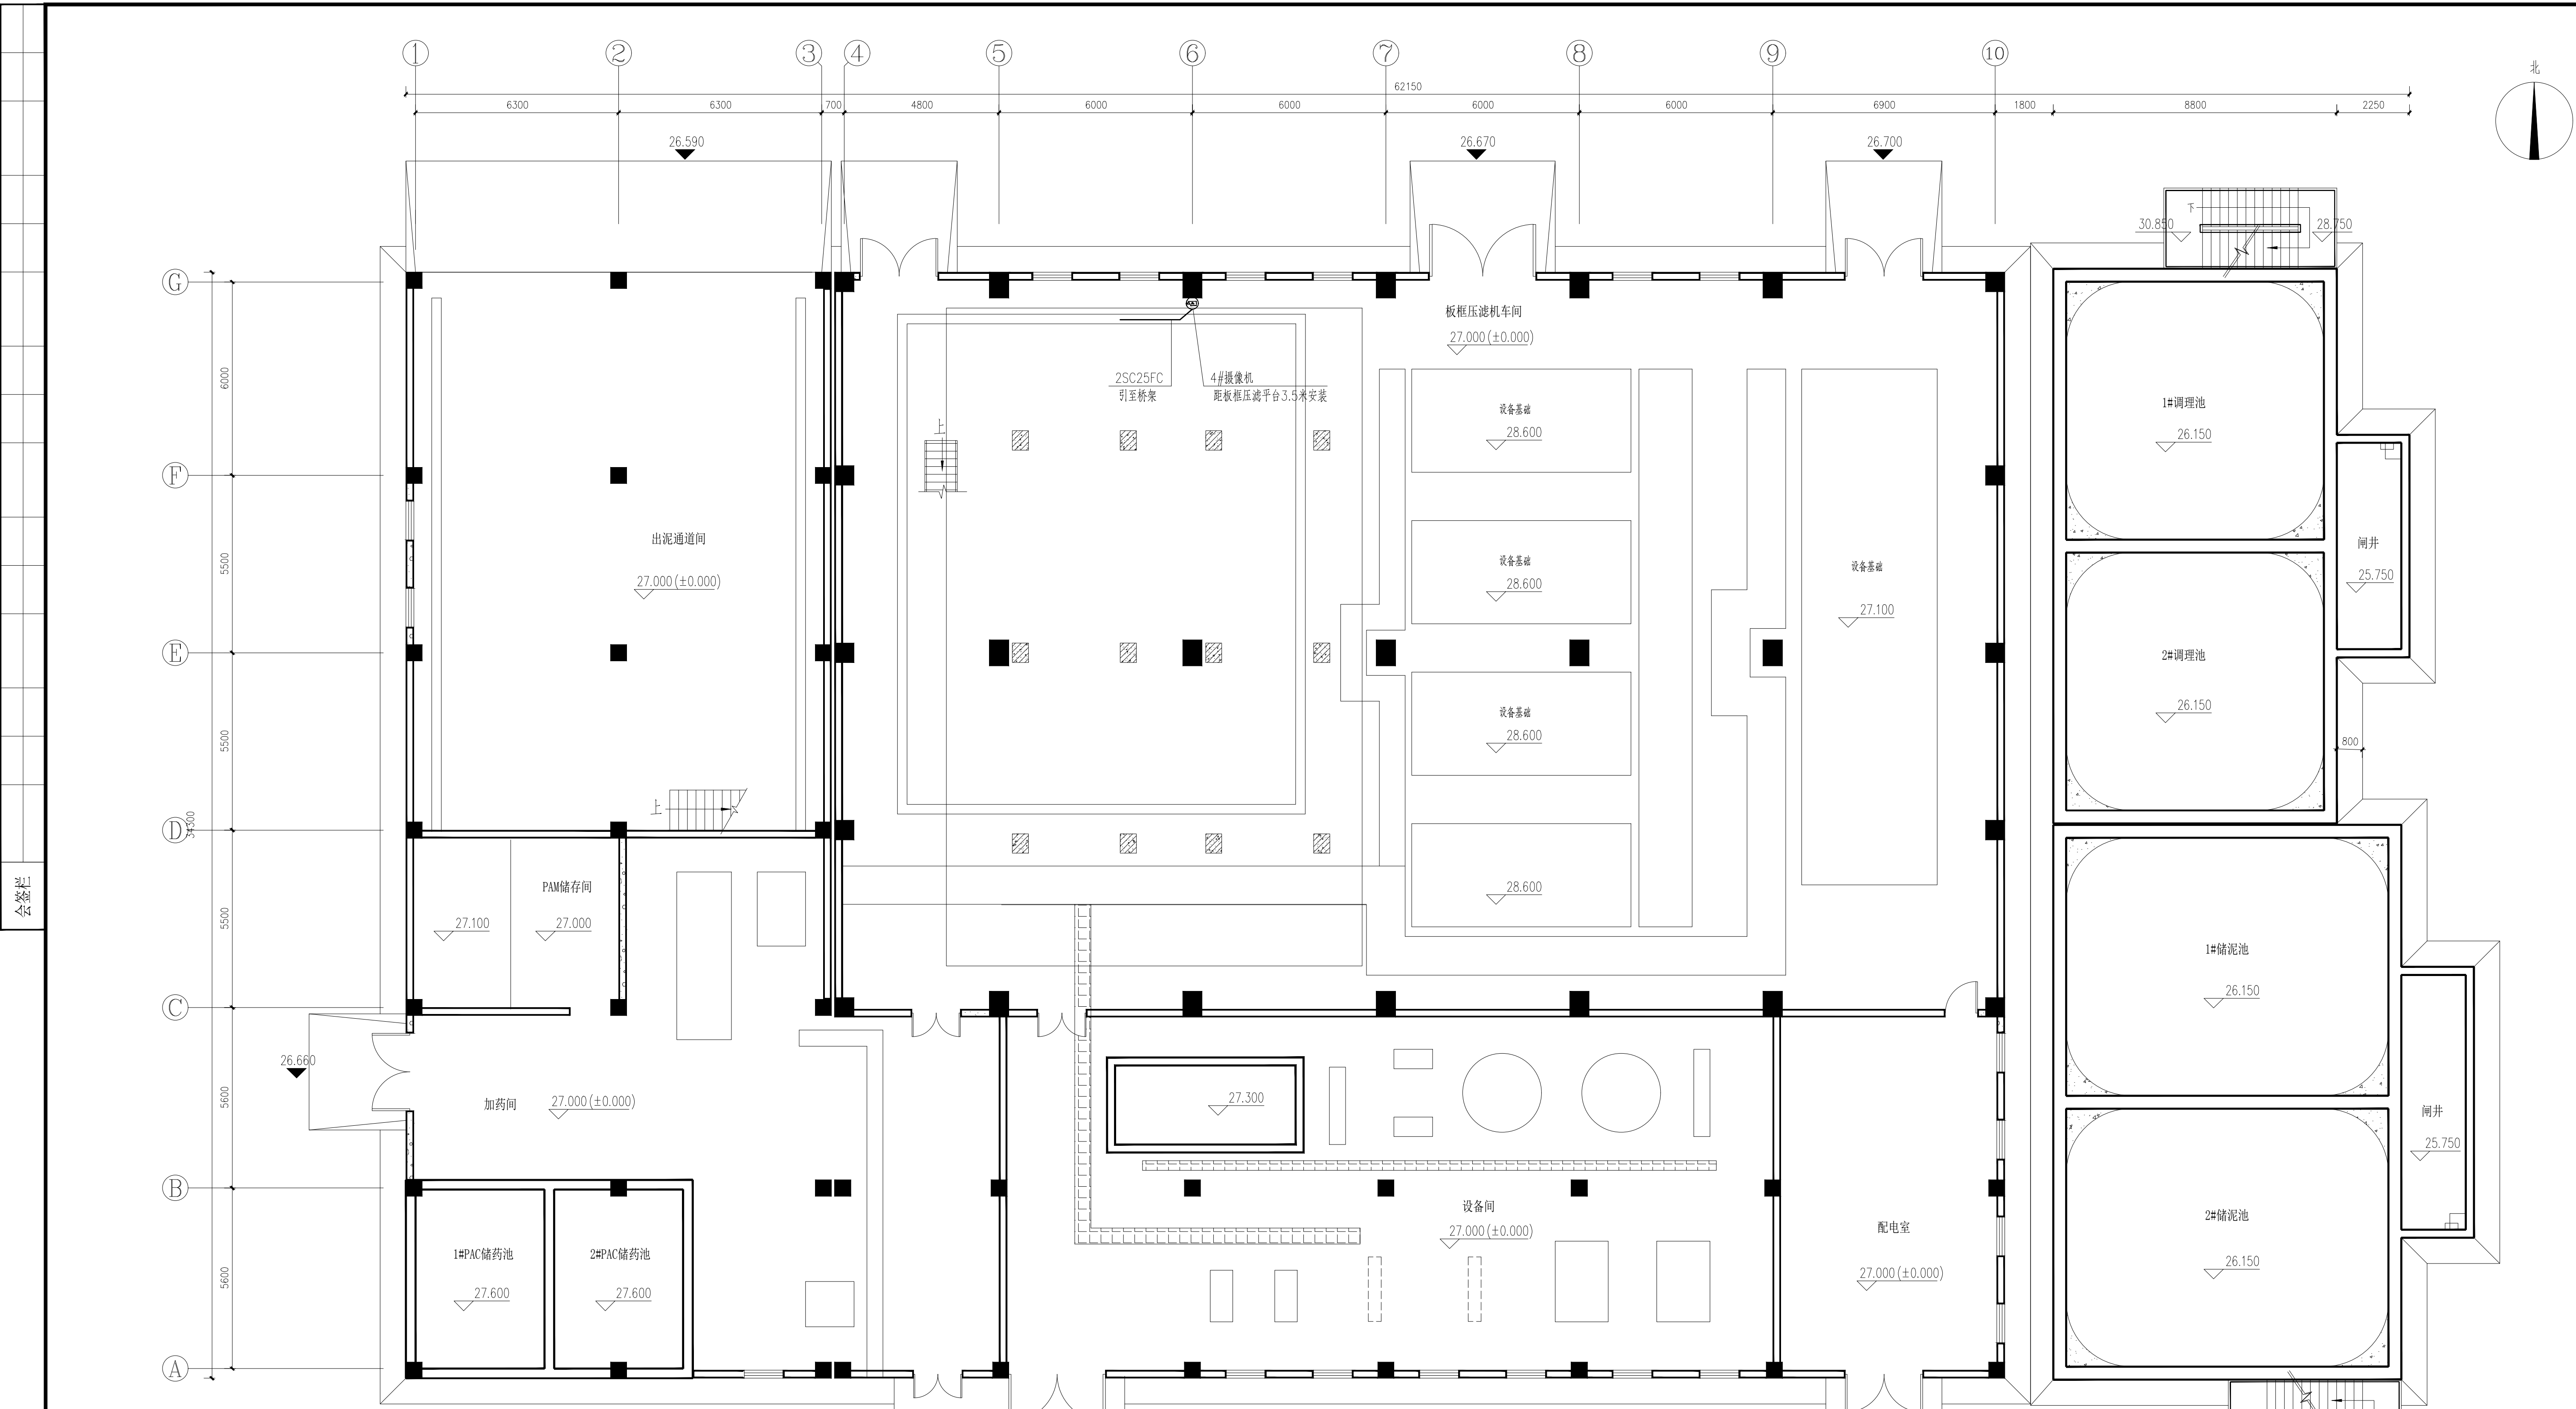 北
① ② ③ ④ ⑤ ⑥ ⑦ ⑧ ⑨ ⑩
62150
6300 6300 700 4800 6000 6000 6000 6000 6900 1800 8800 2250
26.590
26.670
26.700
下
30.850
28.750
G
板框压滤机车间
27.000(±0.000)
2SC25FC
引至桥架
4#摄像机
距板框压滤平台3.5米安装
6000
设备基础
28.600
1#调理池
26.150
上
F
出泥通道间
27.000(±0.000)
5500
设备基础
28.600
设备基础
27.100
闸井
25.750
E
2#调理池
26.150
设备基础
28.600
5500
800
上
D
34300
会签栏
PAM储存间
27.100
27.000
28.600
5500
1#储泥池
26.150
C
26.660
加药间
27.000(±0.000)
27.300
5600
闸井
25.750
B
设备间
27.000(±0.000)
配电室
27.000(±0.000)
2#储泥池
26.150
1#PAC储药池
27.600
2#PAC储药池
27.600
5600
A